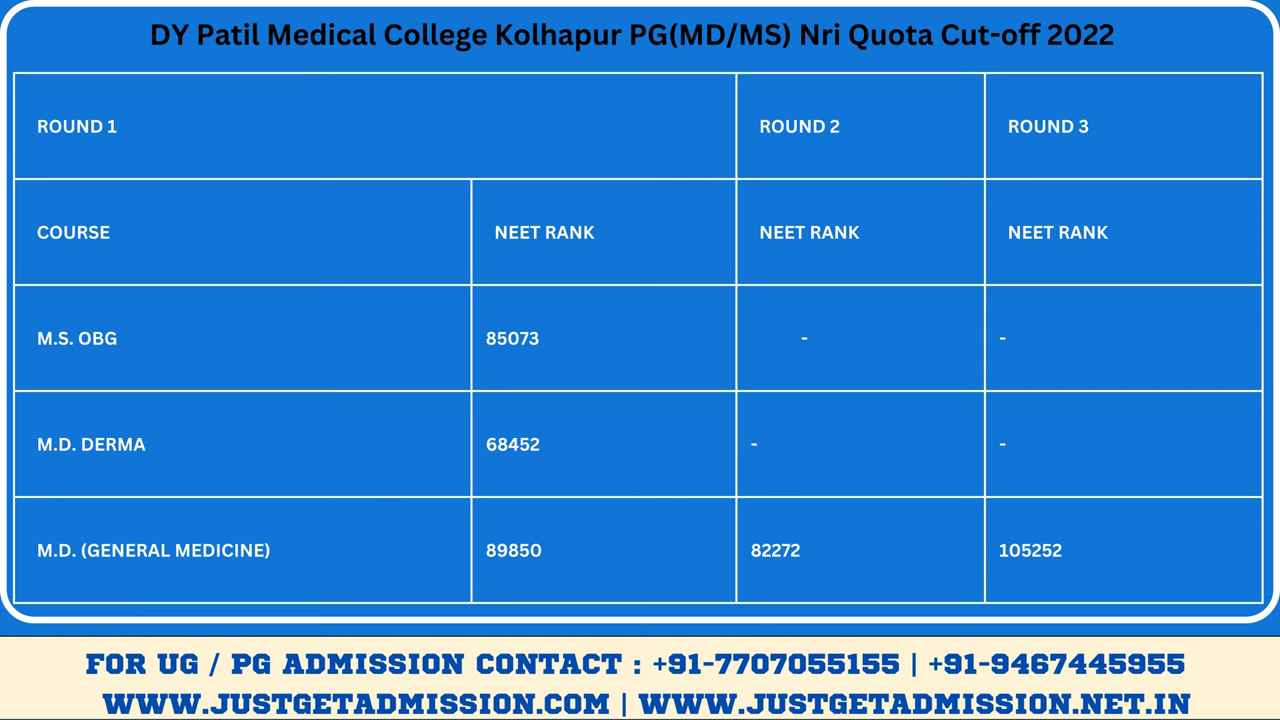 DY Patil Medical College Kolhapur PG(MD/MS) Nri Quota Cut-off 2022
ROUND 1 ROUND 2 ROUND 3
COURSE NEET RANK NEET RANK NEET RANK
M.S. OBG 85073 - -
M.D. DERMA 68452 - -
M.D. (GENERAL MEDICINE) 89850 82272 105252
FOR UG / PG ADMISSION CONTACT : +91-7707055155 | +91-9467445955
WWW.JUSTGETADMISSION.COM | WWW.JUSTGETADMISSION.NET.IN